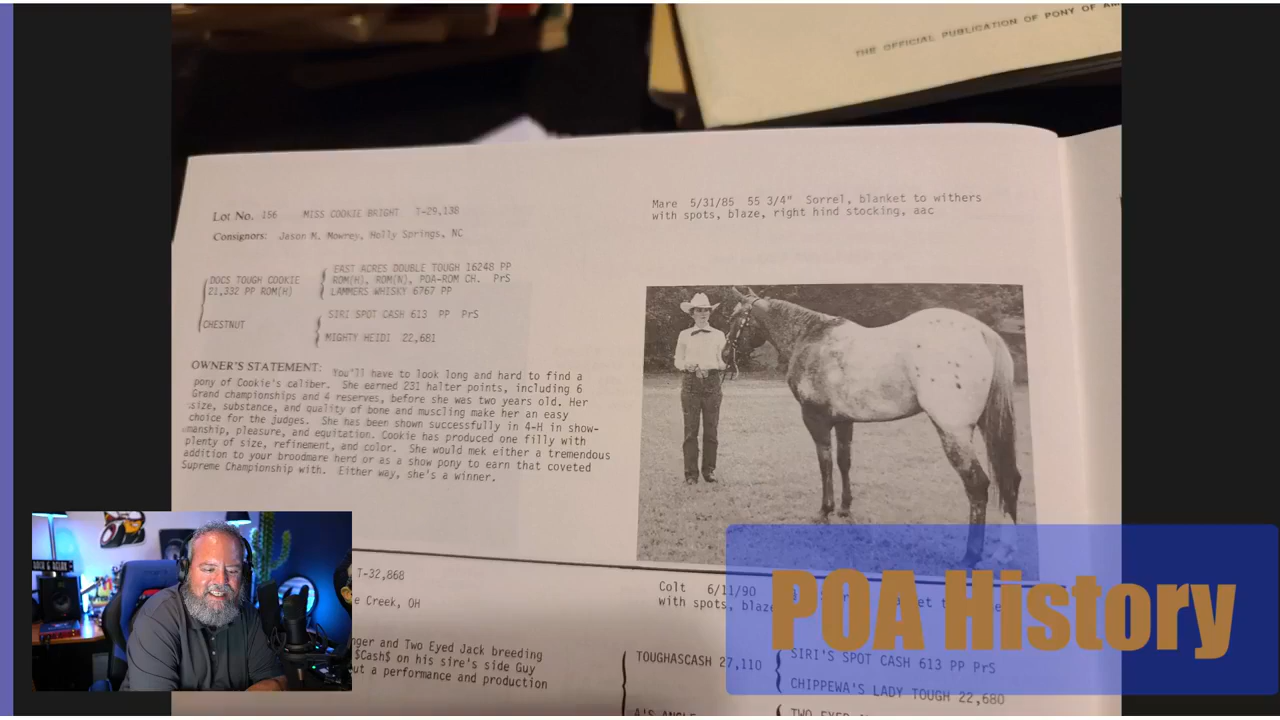 THE OFFICIAL PUBLICATION OF PONY OF AM
Lot No. 156 MISS COOKIE BRIGHT T-29,138
Consignors: Jason M. Mowrey, Holly Springs, NC
Mare 5/31/85 55 3/4" Sorrel, blanket to withers
with spots, blaze, right hind stocking, aac
EAST ACRES DOUBLE TOUGH 16248 PP
DOCS TOUGH COOKIE
ROM(H), ROM(N), POA-ROM CH. PrS
21,332 PP ROM(H)
LAMMERS WHISKY 6767 PP
SIRI SPOT CASH 613 PP PrS
CHESTNUT
MIGHTY HEIDI 22,681
OWNER'S STATEMENT: You'll have to look long and hard to find a
pony of Cookie's caliber. She earned 231 halter points, including 6
Grand championships and 4 reserves, before she was two years old. Her
size, substance, and quality of bone and muscling make her an easy
choice for the judges. She has been shown successfully in 4-H in show-
manship, pleasure, and equitation. Cookie has produced one filly with
plenty of size, refinement, and color. She would mek either a tremendous
addition to your broodmare herd or as a show pony to earn that coveted
Supreme Championship with. Either way, she's a winner.
T-32,868
e Creek, OH
Colt 6/11/90
with spots, blaze
nger and Two Eyed Jack breeding
$Cash$ on his sire's side Guy
ut a performance and production
TOUGHASCASH 27,110
SIRI'S SPOT CASH 613 PP PrS
CHIPPEWA'S LADY TOUGH 22,680
POA History
ROCK & RELAX